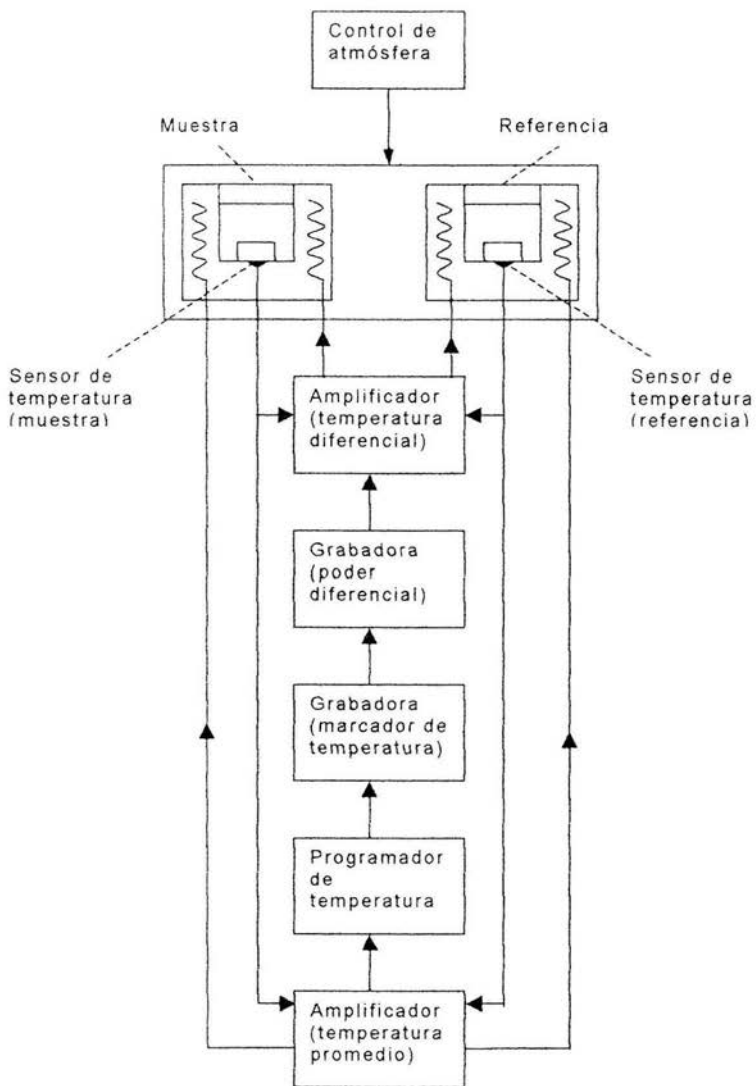 Control de
atmósfera
Muestra
Referencia
Sensor de
temperatura
(muestra)
Sensor de
temperatura
(referencia)
Amplificador
(temperatura
diferencial)
Grabadora
(poder
diferencial)
Grabadora
(marcador de
temperatura)
Programador
de
temperatura
Amplificador
(temperatura
promedio)